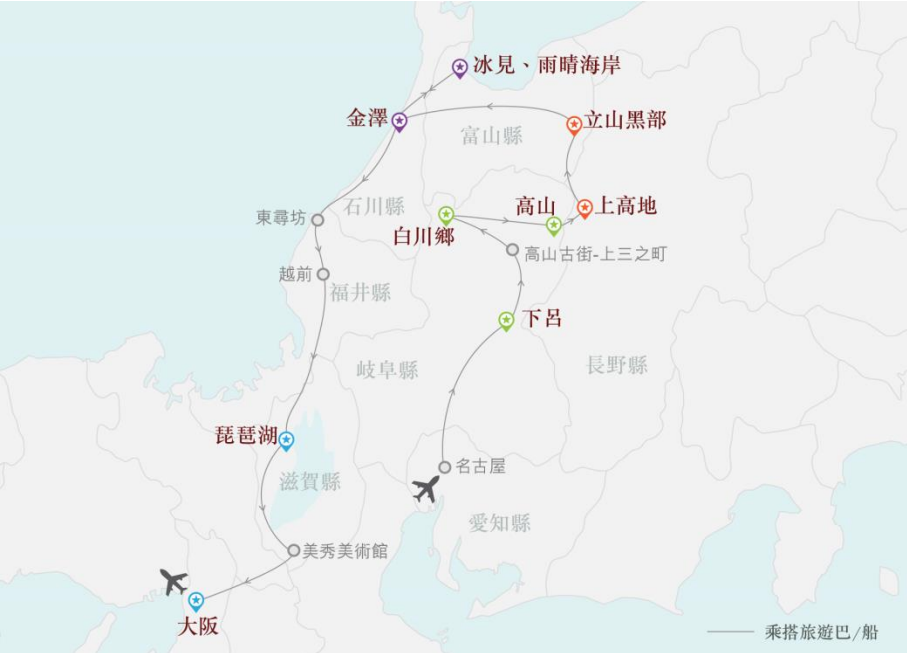 冰見、雨晴海岸
金澤
立山黑部
富山縣
石川縣
高山
上高地
東尋坊
白川鄉
高山古街-上三之町
越前
福井縣
下呂
岐阜縣
長野縣
琵琶湖
名古屋
滋賀縣
愛知縣
美秀美術館
大阪
乘搭旅遊巴/船